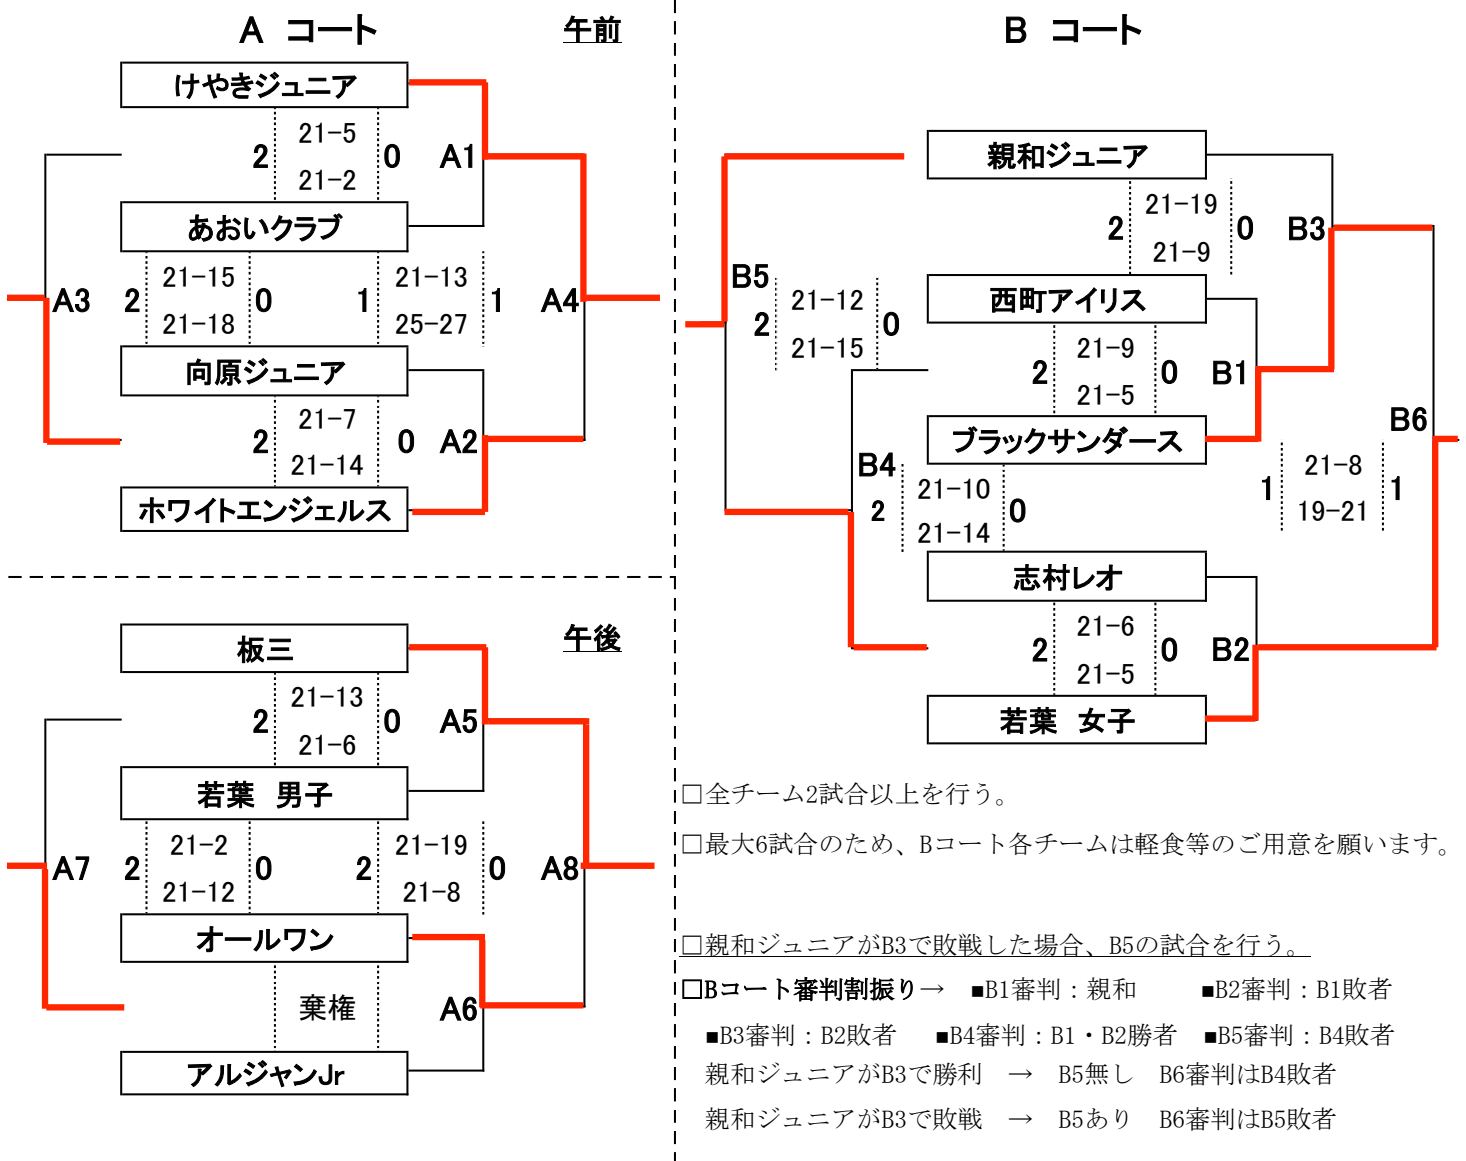 A コート
午前
けやきジュニア
21-5
2 0 A1
21-2
あおいクラブ
21-15 21-13
A3 2 0 1 1 A4
21-18 25-27
向原ジュニア
21-7
2 0 A2
21-14
ホワイトエンジェルス
午後
板三
21-13
2 0 A5
21-6
若葉 男子
21-2 21-19
A7 2 0 2 0 A8
21-12 21-8
オールワン
棄権 A6
アルジャンJr
B コート
親和ジュニア
21-19
2 0 B3
21-9
B5 西町アイリス
21-12
2 0
21-15
21-9
2 0 B1
21-5
B6
ブラックサンダース
B4
21-10
2 0
21-14
21-8
1 1
19-21
志村レオ
21-6
2 0 B2
21-5
若葉 女子
□全チーム2試合以上を行う。
□最大6試合のため、Bコート各チームは軽食等のご用意を願います。
□親和ジュニアがB3で敗戦した場合、B5の試合を行う。
□Bコート審判割振り→ ■B1審判：親和 ■B2審判：B1敗者
■B3審判：B2敗者 ■B4審判：B1・B2勝者 ■B5審判：B4敗者
親和ジュニアがB3で勝利 → B5無し B6審判はB4敗者
親和ジュニアがB3で敗戦 → B5あり B6審判はB5敗者